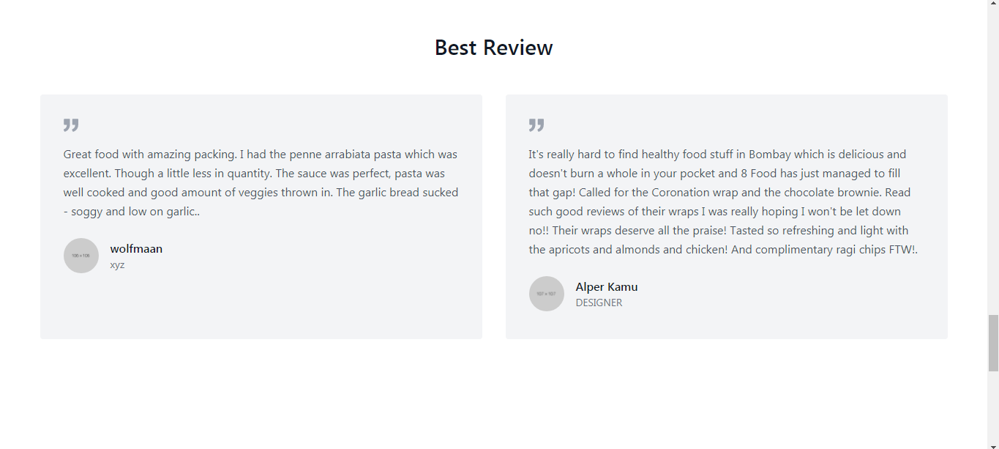 Best Review
Great food with amazing packing. I had the penne arrabiata pasta which was
excellent. Though a little less in quantity. The sauce was perfect, pasta was
well cooked and good amount of veggies thrown in. The garlic bread sucked
- soggy and low on garlic..
wolfmaan
xyz
It's really hard to find healthy food stuff in Bombay which is delicious and
doesn't burn a whole in your pocket and 8 Food has just managed to fill
that gap! Called for the Coronation wrap and the chocolate brownie. Read
such good reviews of their wraps I was really hoping I won't be let down
no!! Their wraps deserve all the praise! Tasted so refreshing and light with
the apricots and almonds and chicken! And complimentary ragi chips FTW!.
Alper Kamu
DESIGNER